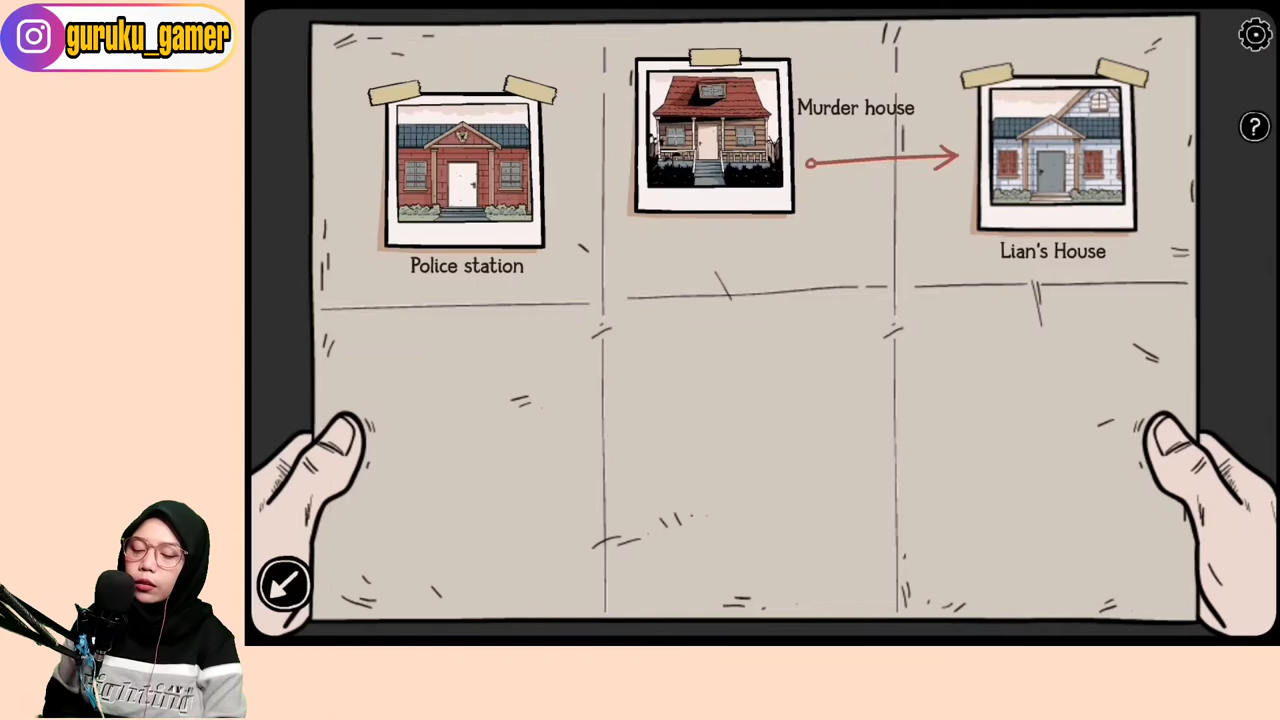 guruku_gamer
Murder house
?
Police station
Lian's House